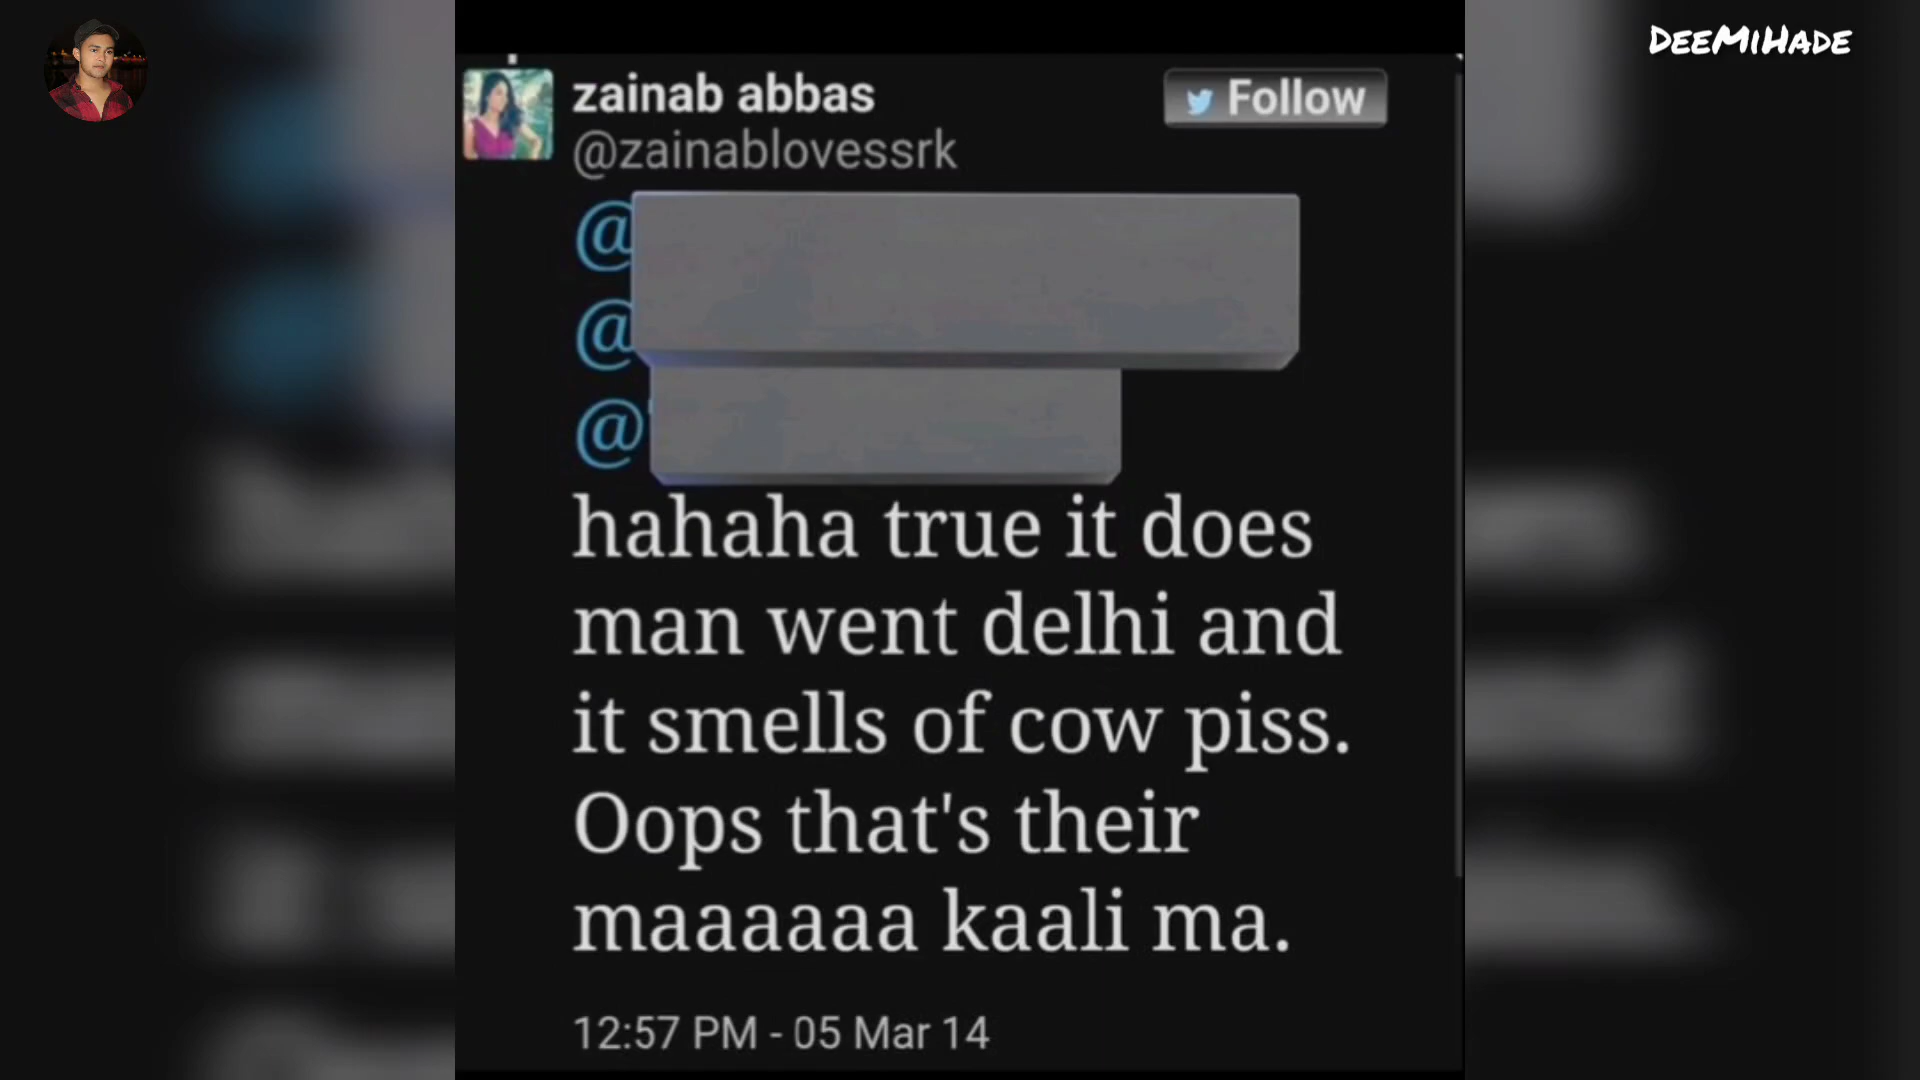 DeeMiHade
zainab abbas
Follow
@zainablovessrk
@
@
@
hahaha true it does
man went delhi and
it smells of cow piss.
Oops that's their
maaaaaa kaali ma.
12:57 PM - 05 Mar 14